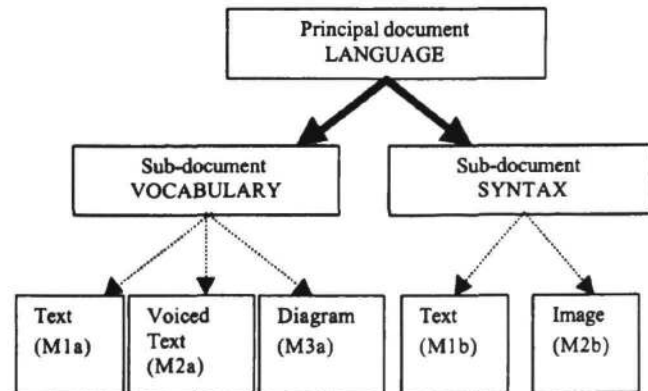 Principal document
LANGUAGE
Sub-document
VOCABULARY
Sub-document
SYNTAX
Text
(M1a)
Voiced
Text
(M2a)
Diagram
(M3a)
Text
(M1b)
Image
(M2b)